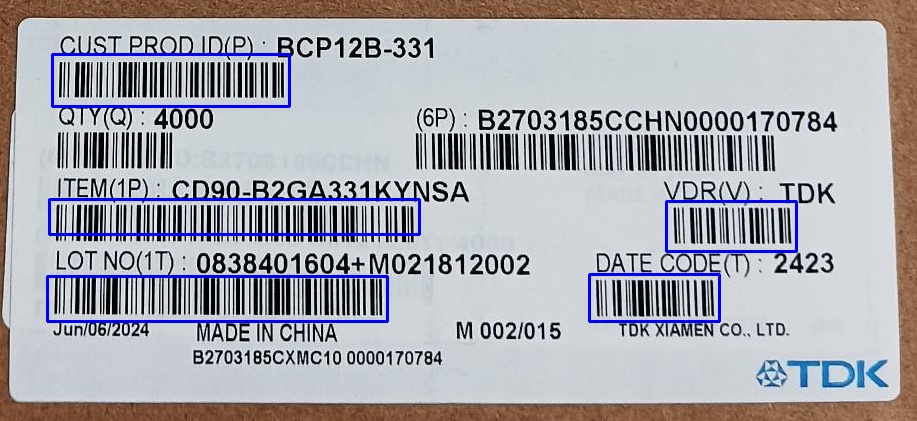 CUST PROD ID(P) : BCP12B-331
QTY(Q) : 4000
(6P) : B2703185CCHN0000170784
ITEM(1P) : CD90-B2GA331KYNSA
VDR(V) : TDK
LOT NO(1T) : 0838401604+M021812002
DATE CODE(T) : 2423
Jun/06/2024 MADE IN CHINA M 002/015 TDK XIAMEN CO., LTD.
B2703185CXMC10 0000170784
TDK